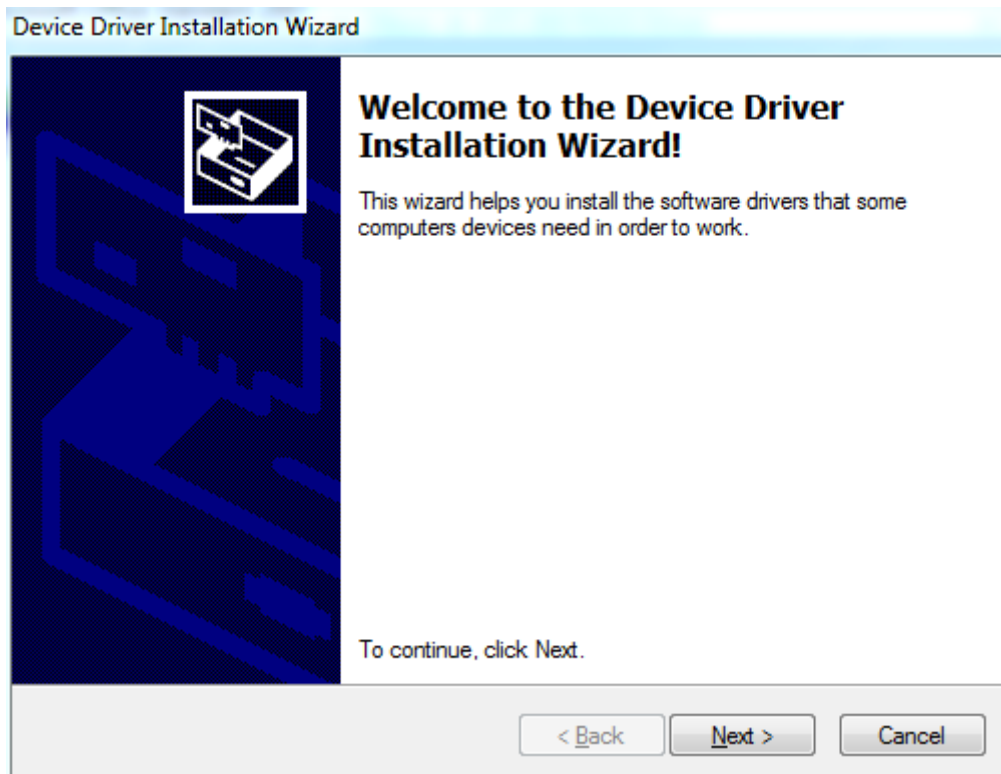 Device Driver Installation Wizard
Welcome to the Device Driver
Installation Wizard!
This wizard helps you install the software drivers that some
computers devices need in order to work.
To continue, click Next.
< Back
Next >
Cancel